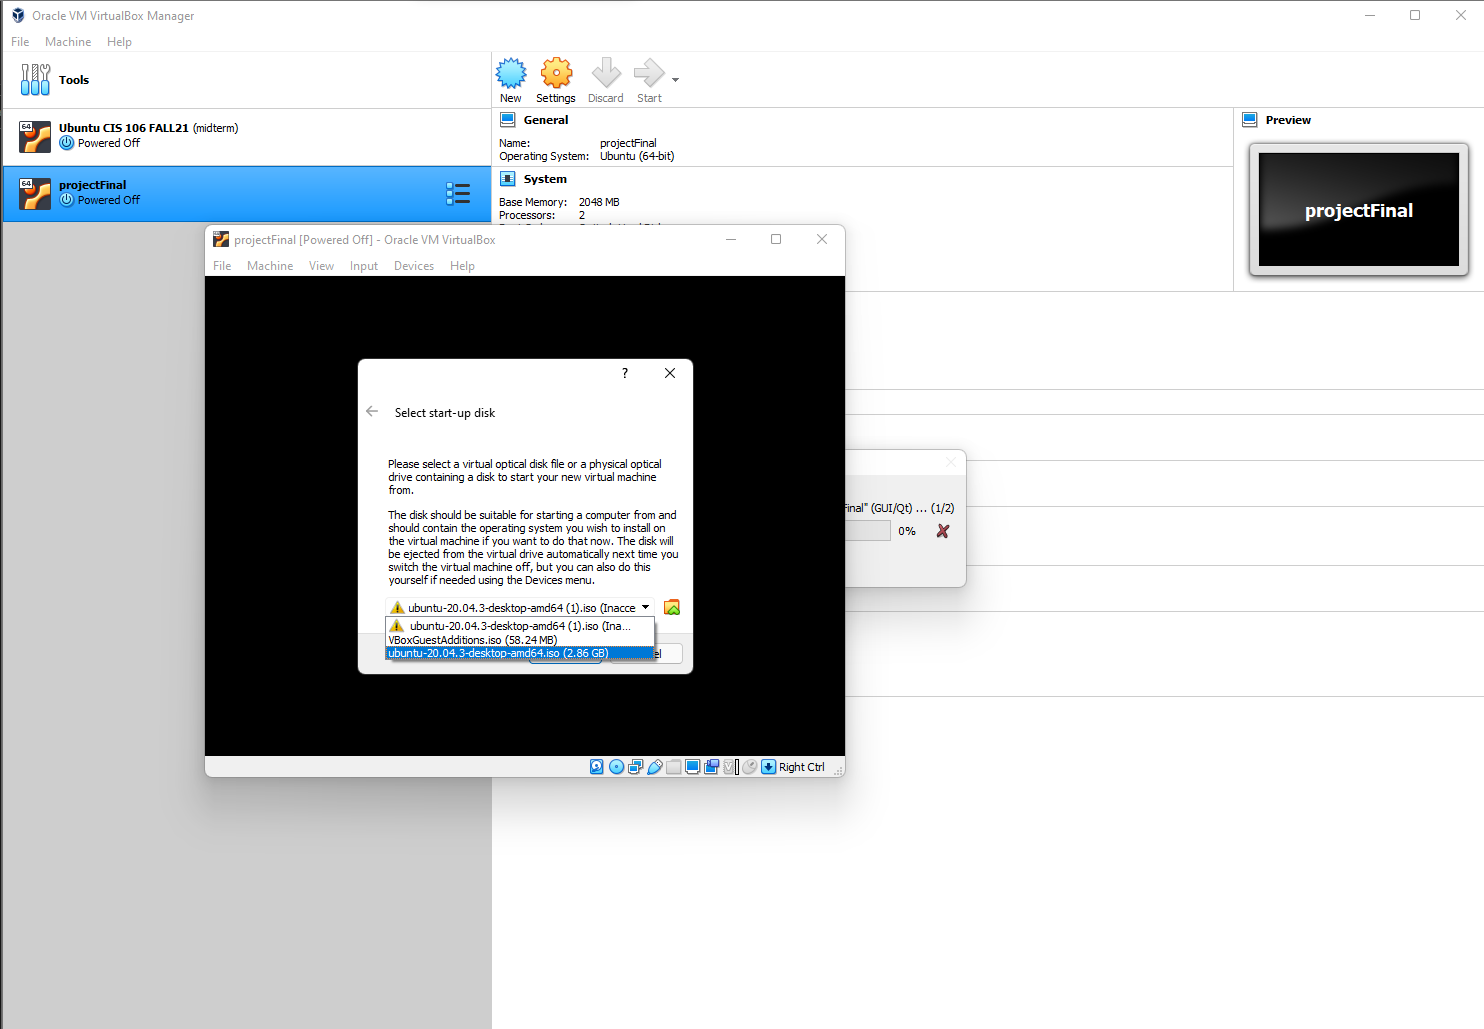 Oracle VM VirtualBox Manager
File Machine Help
Tools
New Settings Discard Start
64 Ubuntu CIS 106 FALL21 (midterm)
Powered Off
64 projectFinal
Powered Off
General
Name: projectFinal
Operating System: Ubuntu (64-bit)
System
Base Memory: 2048 MB
Processors: 2
Preview
projectFinal
projectFinal [Powered Off] - Oracle VM VirtualBox
File Machine View Input Devices Help
?
Select start-up disk
Please select a virtual optical disk file or a physical optical
drive containing a disk to start your new virtual machine
from.
The disk should be suitable for starting a computer from and
should contain the operating system you wish to install on
the virtual machine if you want to do that now. The disk will
be ejected from the virtual drive automatically next time you
switch the virtual machine off, but you can also do this
yourself if needed using the Devices menu.
ubuntu-20.04.3-desktop-amd64 (1).iso (Inacce
ubuntu-20.04.3-desktop-amd64 (1).iso (Ina...
VBoxGuestAdditions.iso (58.24 MB)
ubuntu-20.04.3-desktop-amd64.iso (2.86 GB)
el
Final" (GUI/Qt) ... (1/2)
0%
Right Ctrl